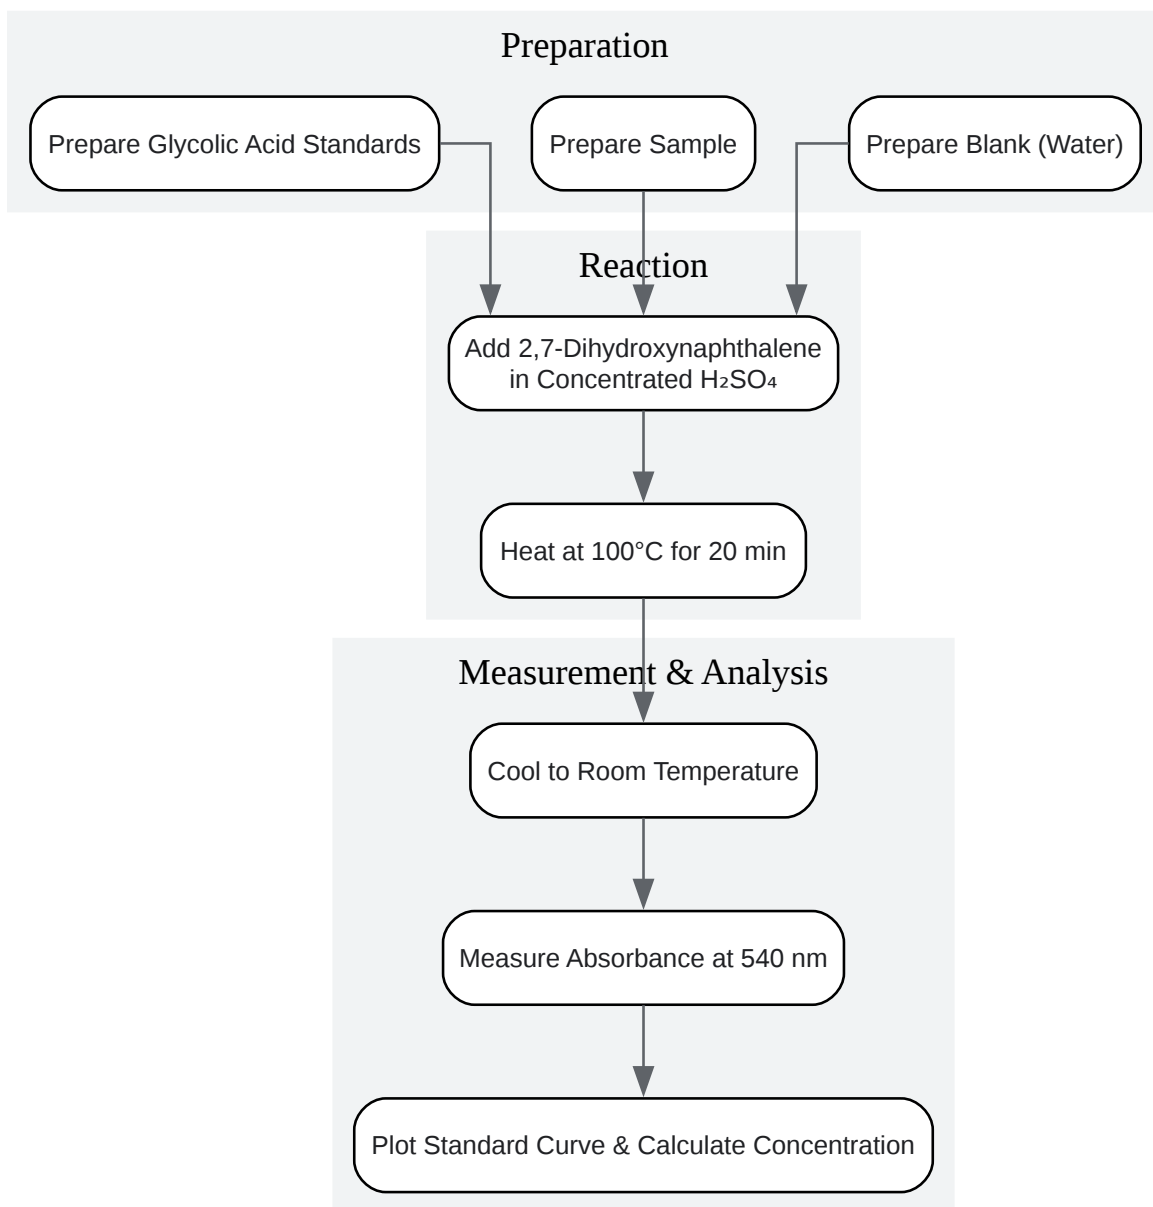 Preparation
Prepare Glycolic Acid Standards
Prepare Sample
Prepare Blank (Water)
Reaction
Add 2,7-Dihydroxynaphthalene
in Concentrated H₂SO₄
Heat at 100°C for 20 min
Measurement & Analysis
Cool to Room Temperature
Measure Absorbance at 540 nm
Plot Standard Curve & Calculate Concentration